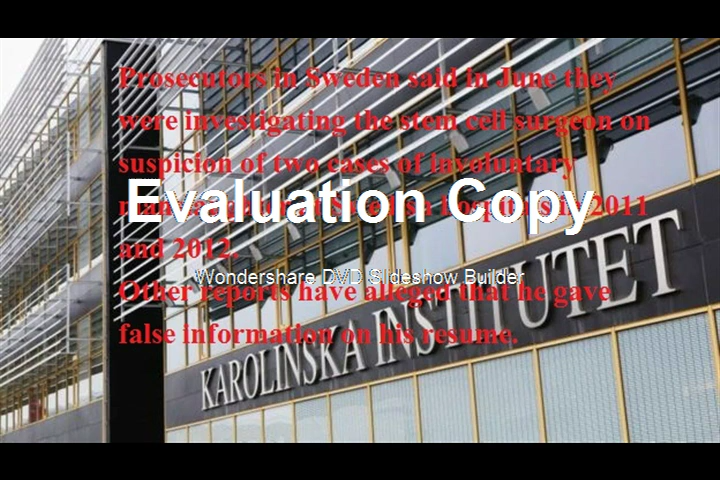 Prosecutors in Sweden said in June they
were investigating the stem cell surgeon on
suspicion of two cases of involuntary
Evaluation Copy
2011
and 2012.
Wondershare DVD Slideshow Builder
Other reports have alleged that he gave
false information on his resume.
KAROLINSKA INSTITUTET